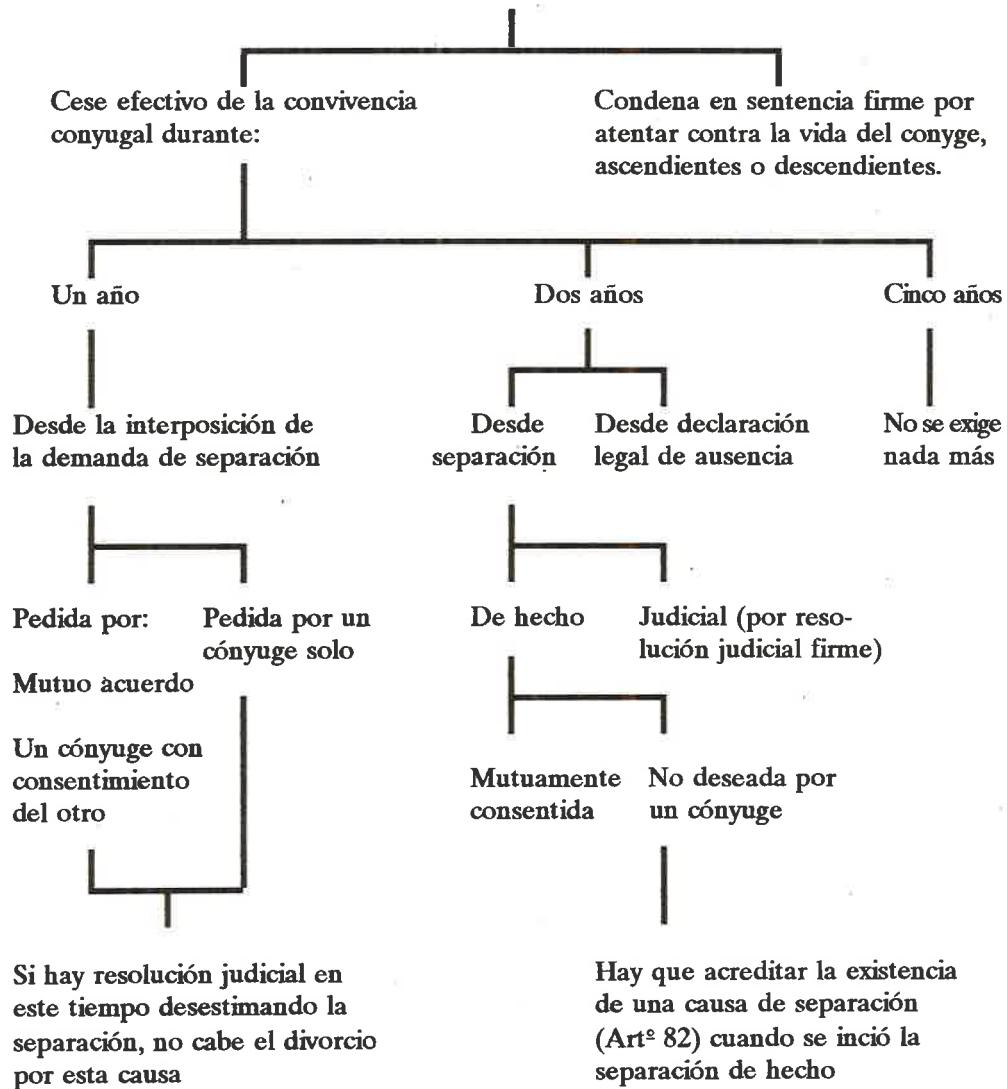 Cese efectivo de la convivencia
conyugal durante:
Condena en sentencia firme por
atentar contra la vida del conyge,
ascendientes o descendientes.
Un año
Dos años
Cinco años
Desde la interposición de
la demanda de separación
Desde
separación
Desde declaración
legal de ausencia
No se exige
nada más
Pedida por:
Mutuo acuerdo
Un cónyuge con
consentimiento
del otro
Pedida por un
cónyuge solo
De hecho
Judicial (por reso-
lución judicial firme)
Mutuamente
consentida
No deseada por
un cónyuge
Si hay resolución judicial en
este tiempo desestimando la
separación, no cabe el divorcio
por esta causa
Hay que acreditar la existencia
de una causa de separación
(Artº 82) cuando se inció la
separación de hecho